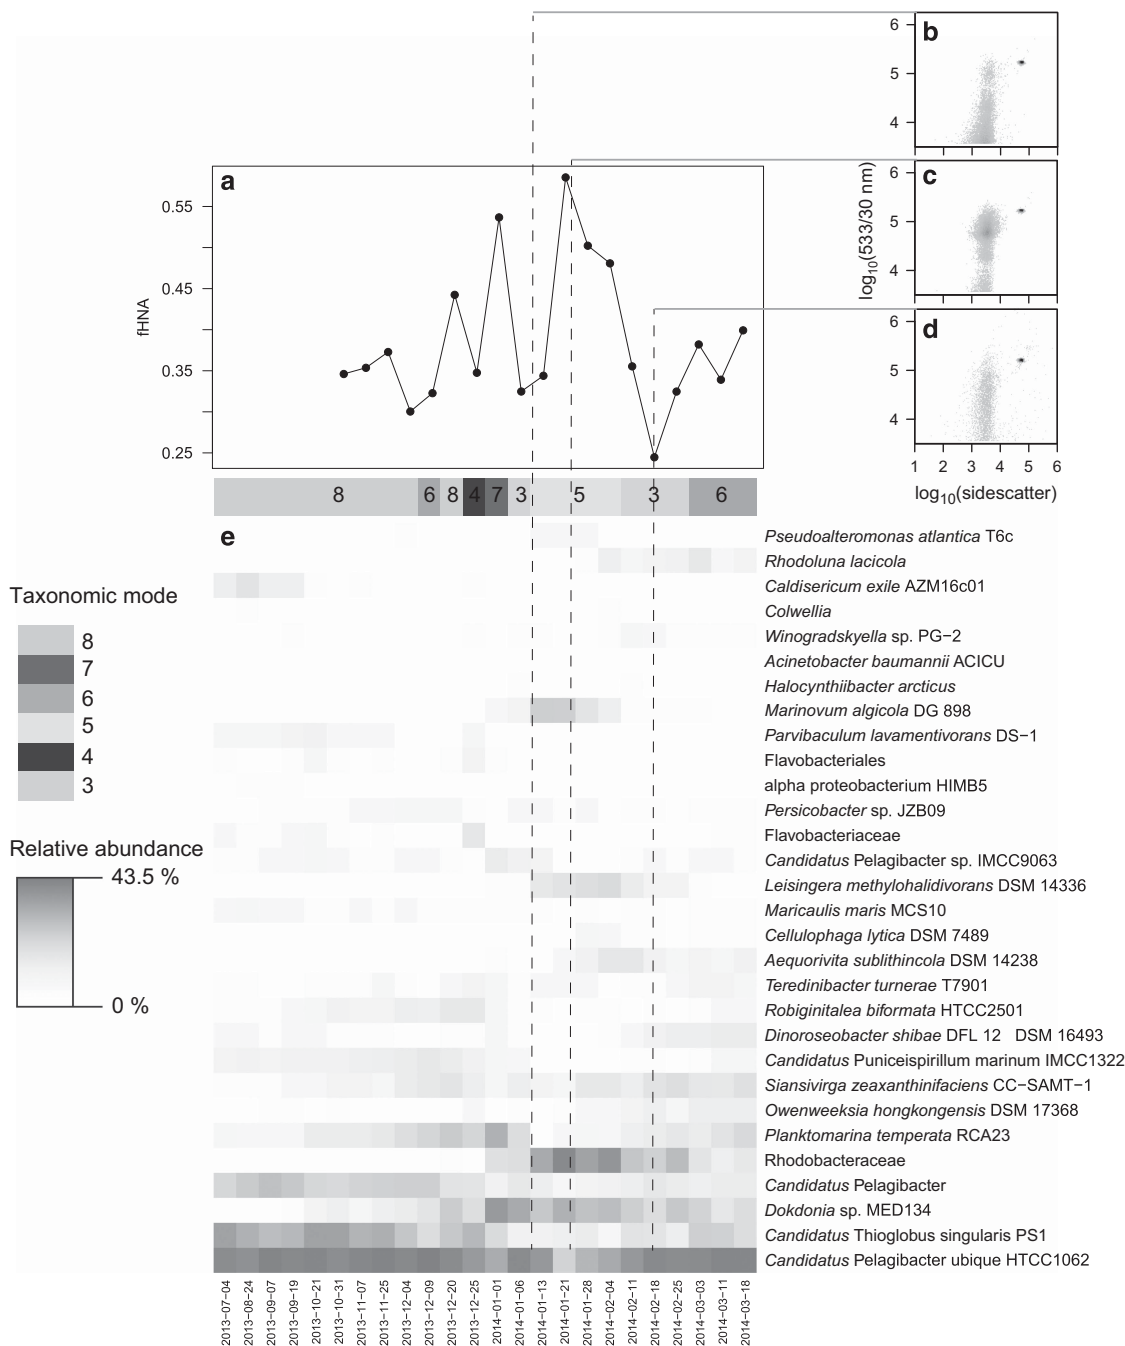 b
6
5
4
a
0.55
0.45
0.35
0.25
fHNA
c
6
5
4
log10(533/30 nm)
d
6
5
4
1 2 3 4 5 6
log10(sidescatter)
8 6 8 4 7 3 5 3 6
e
Pseudoalteromonas atlantica T6c
Rhodoluna lacicola
Caldisericum exile AZM16c01
Colwellia
Winogradskyella sp. PG−2
Acinetobacter baumannii ACICU
Halocynthiibacter arcticus
Marinovum algicola DG 898
Parvibaculum lavamentivorans DS−1
Flavobacteriales
alpha proteobacterium HIMB5
Persicobacter sp. JZB09
Flavobacteriaceae
Candidatus Pelagibacter sp. IMCC9063
Leisingera methylohalidivorans DSM 14336
Maricaulis maris MCS10
Cellulophaga lytica DSM 7489
Aequorivita sublithincola DSM 14238
Teredinibacter turnerae T7901
Robiginitalea biformata HTCC2501
Dinoroseobacter shibae DFL 12 DSM 16493
Candidatus Puniceispirillum marinum IMCC1322
Siansivirga zeaxanthinifaciens CC−SAMT−1
Owenweeksia hongkongensis DSM 17368
Planktomarina temperata RCA23
Rhodobacteraceae
Candidatus Pelagibacter
Dokdonia sp. MED134
Candidatus Thioglobus singularis PS1
Candidatus Pelagibacter ubique HTCC1062
Taxonomic mode
8
7
6
5
4
3
Relative abundance
43.5 %
0 %
2013−07−04
2013−08−24
2013−09−07
2013−09−19
2013−10−21
2013−10−31
2013−11−07
2013−11−25
2013−12−04
2013−12−09
2013−12−20
2013−12−25
2014−01−01
2014−01−06
2014−01−13
2014−01−21
2014−01−28
2014−02−04
2014−02−11
2014−02−18
2014−02−25
2014−03−03
2014−03−11
2014−03−18